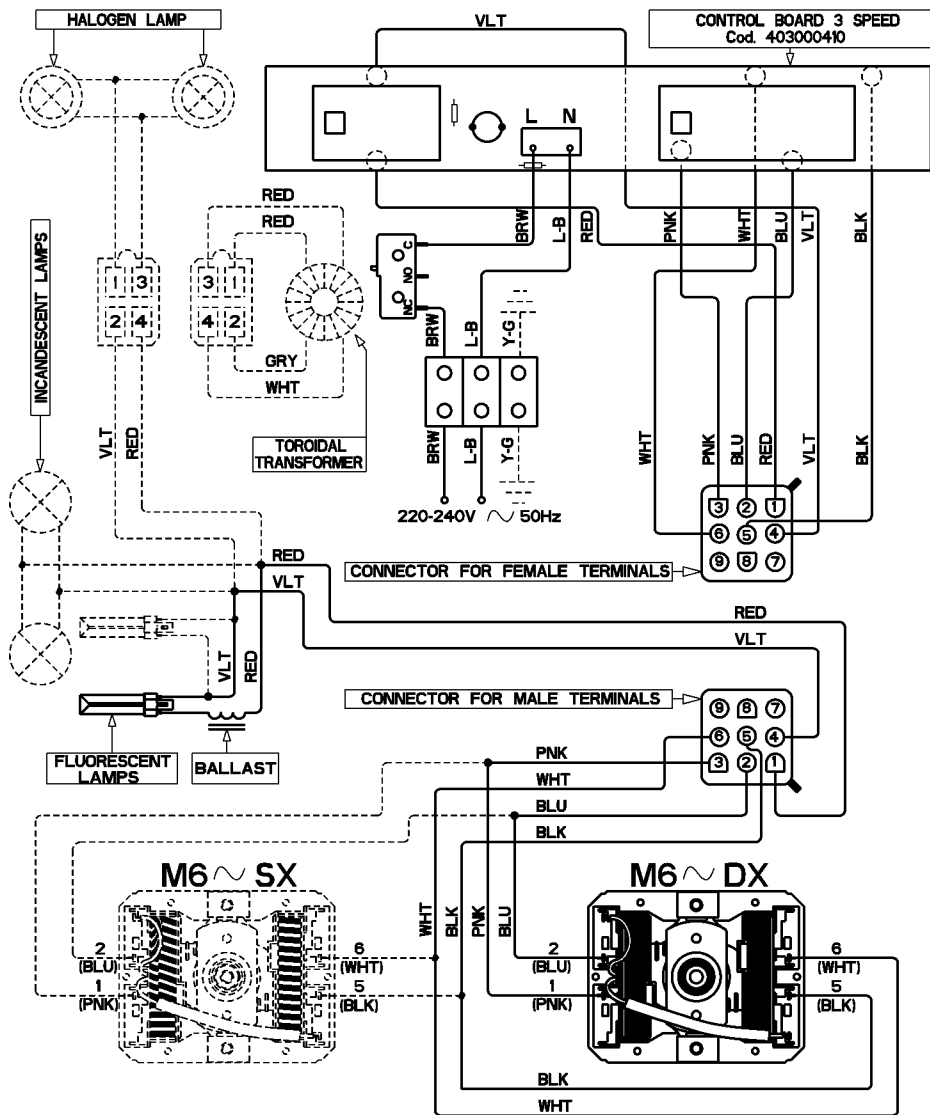 HALOGEN LAMP
VLT
CONTROL BOARD 3 SPEED
Cod. 403000410
L N
RED
RED
BRW
L-B
RED
PNK
WHT
BLU
VLT
BLK
INCANDESCENT LAMPS
1 3
2 4
3 1
4 2
C
NO
NC
GRY
WHT
BRW
L-B
Y-G
TOROIDAL
TRANSFORMER
VLT
RED
BRW
L-B
Y-G
WHT
PNK
BLU
RED
VLT
BLK
220-240V ~ 50Hz
3 2 1
6 5 4
9 8 7
RED
CONNECTOR FOR FEMALE TERMINALS
VLT
RED
VLT
VLT
RED
CONNECTOR FOR MALE TERMINALS
9 8 7
6 5 4
3 2 1
FLUORESCENT
LAMPS
BALLAST
PNK
WHT
BLU
BLK
M6 ~ SX
M6 ~ DX
WHT
BLK
PNK
BLU
2
(BLU)
1
(PNK)
6
(WHT)
5
(BLK)
2
(BLU)
1
(PNK)
6
(WHT)
5
(BLK)
BLK
WHT